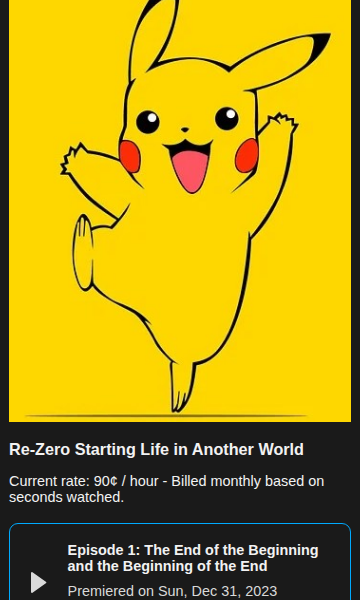 Re-Zero Starting Life in Another World
Current rate: 90¢ / hour - Billed monthly based on
seconds watched.
Episode 1: The End of the Beginning
and the Beginning of the End
Premiered on Sun, Dec 31, 2023